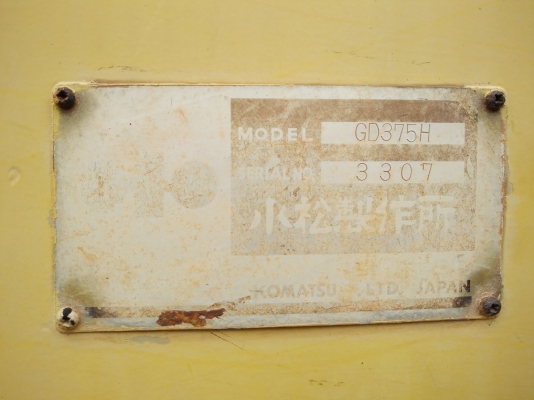 MODEL GD375H
SERIAL NO. 3307
小松製作所
KOMATSU LTD. JAPAN